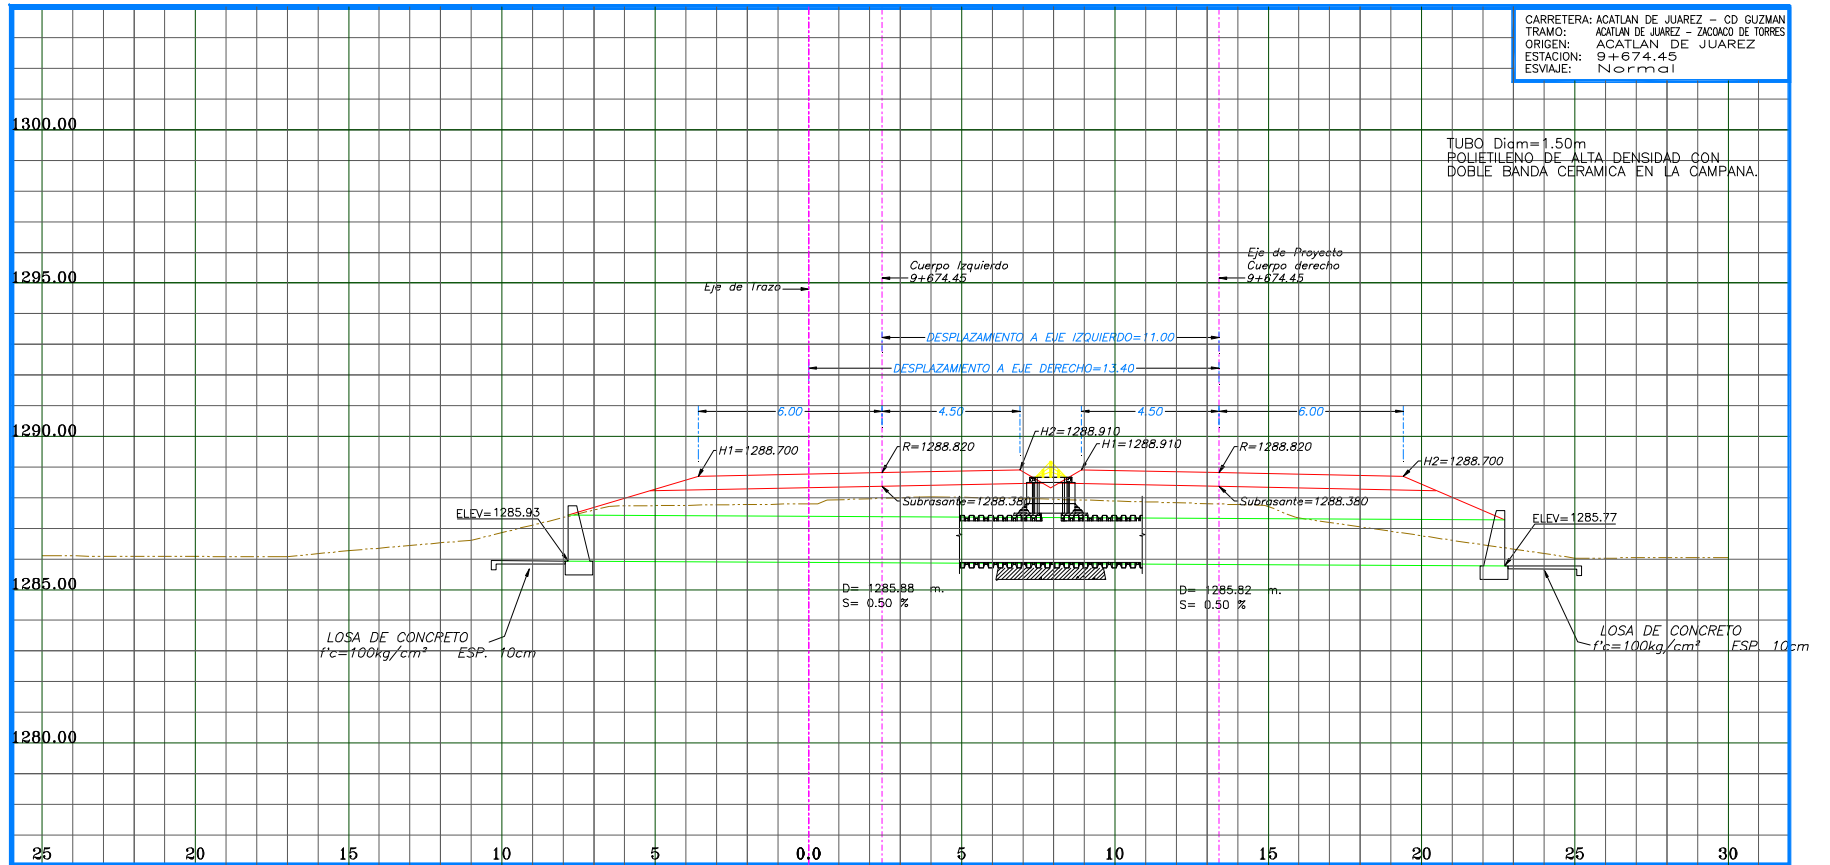 CARRETERA: ACATLAN DE JUAREZ - CD GUZMAN
TRAMO: ACATLAN DE JUAREZ - ZACOACO DE TORRES
ORIGEN: ACATLAN DE JUAREZ
ESTACION: 9+674.45
ESVIAJE: Normal
1300.00
TUBO Diam=1.50m
POLIETILENO DE ALTA DENSIDAD CON
DOBLE BANDA CERAMICA EN LA CAMPANA.
1295.00
Eje de Trazo
Cuerpo Izquierdo
9+674.45
Eje de Proyecto
Cuerpo derecho
9+674.45
DESPLAZAMIENTO A EJE IZQUIERDO=11.00
DESPLAZAMIENTO A EJE DERECHO=13.40
6.00 4.50 4.50 6.00
1290.00
H1=1288.700
R=1288.820
H2=1288.910
H1=1288.910
R=1288.820
H2=1288.700
Subrasante=1288.380
Subrasante=1288.380
ELEV=1285.93
ELEV=1285.77
1285.00
D= 1285.88 m.
S= 0.50 %
D= 1285.82 m.
S= 0.50 %
LOSA DE CONCRETO
f'c=100kg/cm² ESP. 10cm
LOSA DE CONCRETO
f'c=100kg/cm² ESP. 10cm
1280.00
25 20 15 10 5 0.0 5 10 15 20 25 30